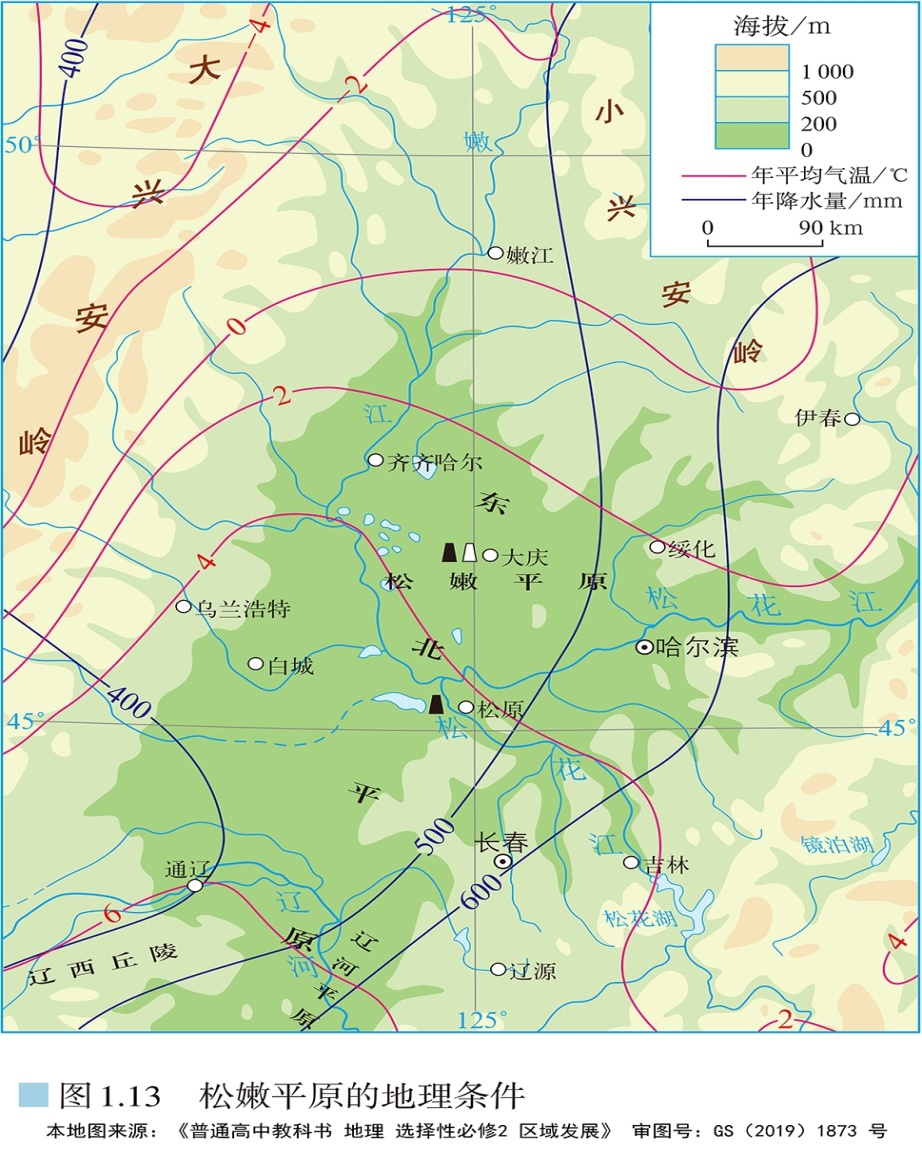 125°
400
-4
-2
大
小
海拔/m
1 000
500
200
0
年平均气温/℃
年降水量/mm
0 90 km
50°
嫩
兴
兴
嫩江
安
安
0
岭
2
江
伊春
岭
齐齐哈尔
东
4
大庆
绥化
松嫩平原
松花江
乌兰浩特
北
哈尔滨
白城
400
松原
45°
松
45°
花
平
500
长春
江
镜泊湖
通辽
吉林
600
6
辽
松花湖
原
辽河平原
4
辽西丘陵
河
辽源
125°
2
图 1.13 松嫩平原的地理条件
本地图来源：《普通高中教科书 地理 选择性必修2 区域发展》 审图号：GS（2019）1873 号